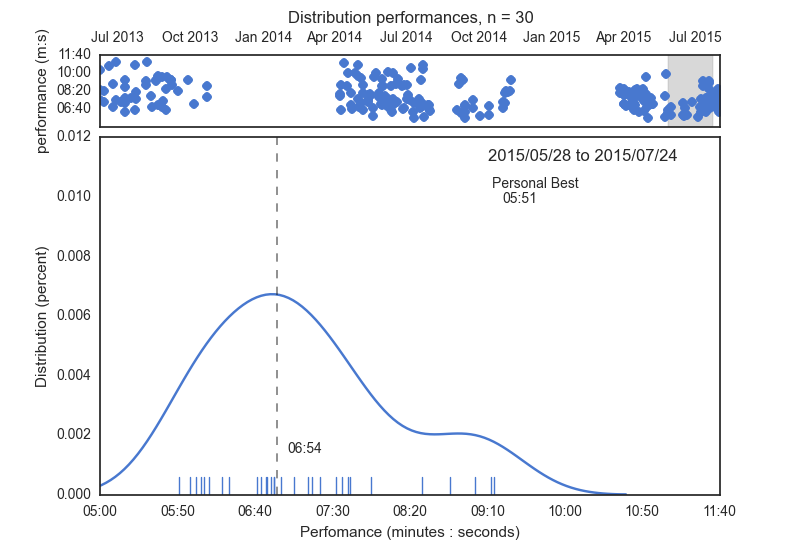 Distribution performances, n = 30
Jul 2013 Oct 2013 Jan 2014 Apr 2014 Jul 2014 Oct 2014 Jan 2015 Apr 2015 Jul 2015
performance (m:s)
11:40
10:00
08:20
06:40
Distribution (percent)
0.012
0.010
0.008
0.006
0.004
0.002
0.000
2015/05/28 to 2015/07/24
Personal Best
05:51
06:54
05:00 05:50 06:40 07:30 08:20 09:10 10:00 10:50 11:40
Perfomance (minutes : seconds)